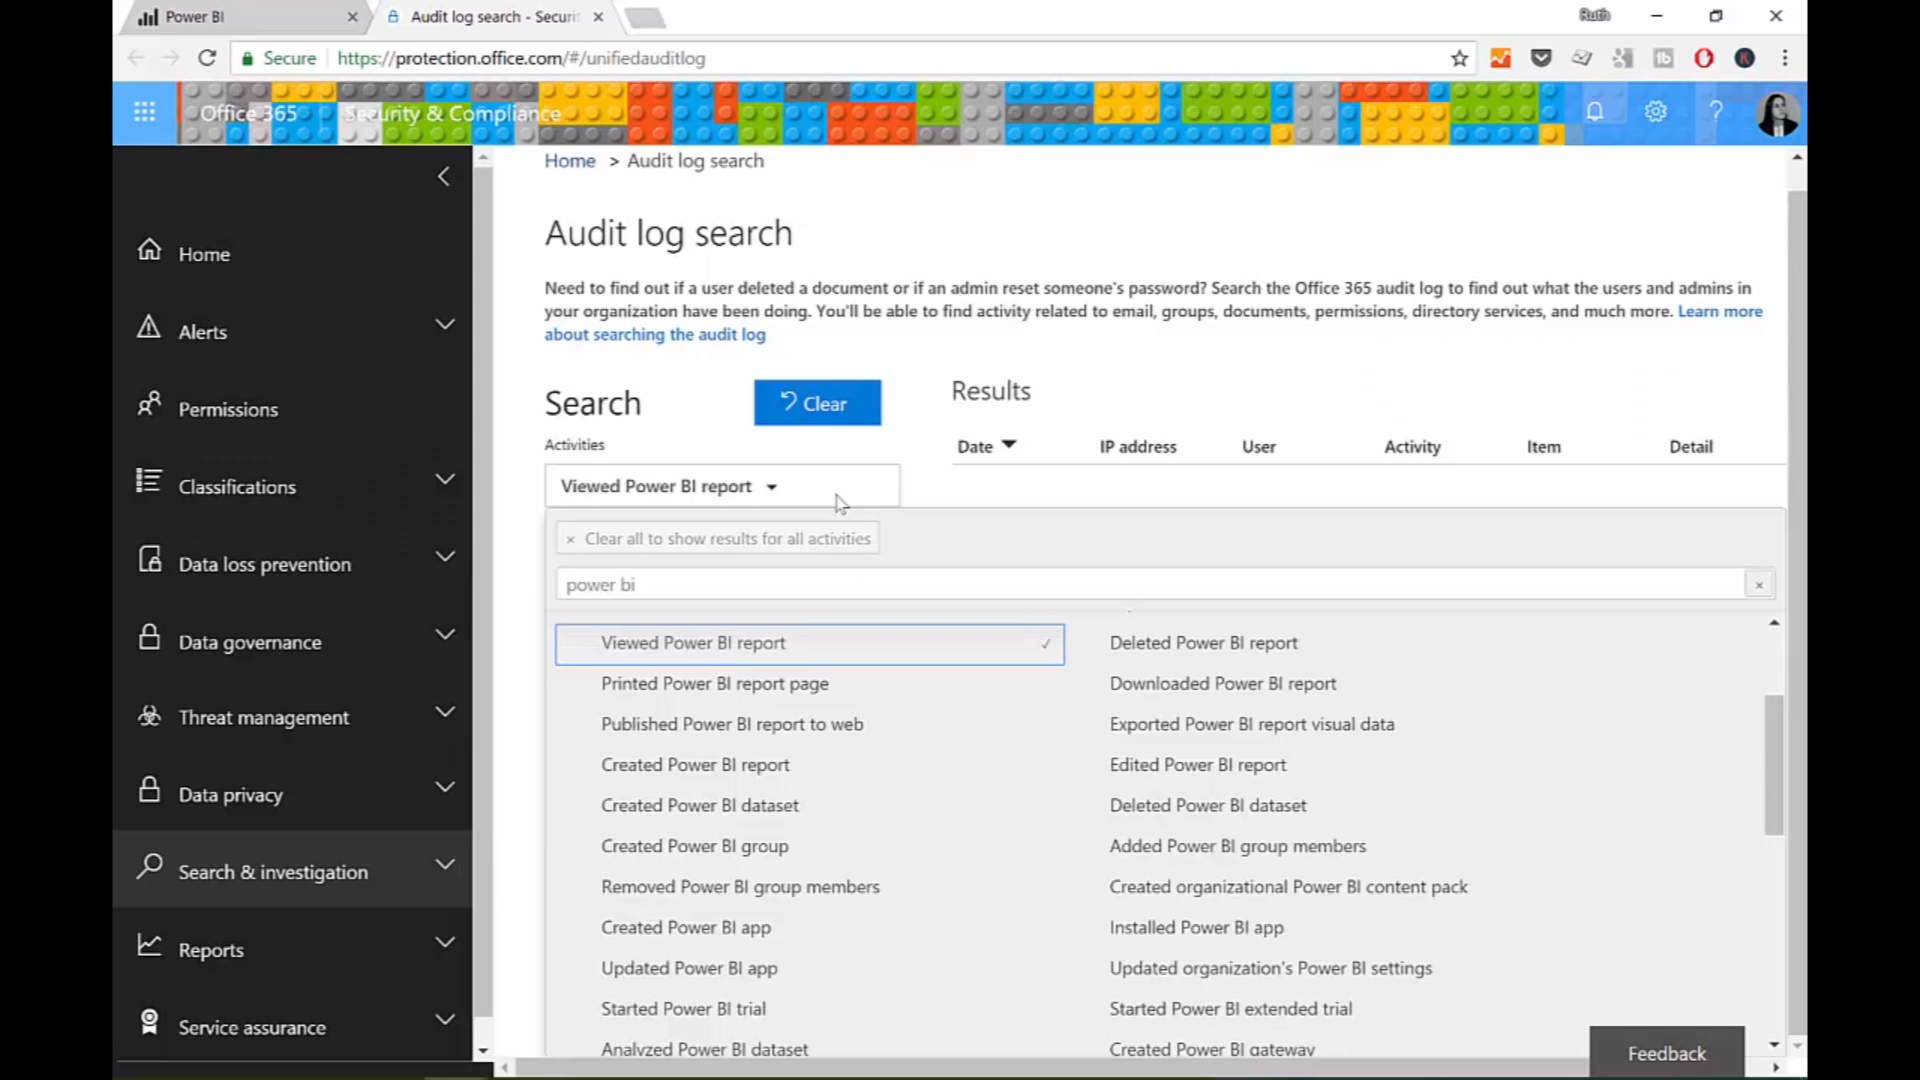 Power BI
Audit log search - Securi
Ruth
Secure
https://protection.office.com/#/unifiedauditlog
Office 365
Security & Compliance
?
Home > Audit log search
Home
Alerts
Permissions
Classifications
Data loss prevention
Data governance
Threat management
Data privacy
Search & investigation
Reports
Service assurance
Audit log search
Need to find out if a user deleted a document or if an admin reset someone's password? Search the Office 365 audit log to find out what the users and admins in
your organization have been doing. You'll be able to find activity related to email, groups, documents, permissions, directory services, and much more. Learn more
about searching the audit log
Search
Clear
Results
Activities
Date IP address User Activity Item Detail
Viewed Power BI report
× Clear all to show results for all activities
power bi
Viewed Power BI report Deleted Power BI report
Printed Power BI report page Downloaded Power BI report
Published Power BI report to web Exported Power BI report visual data
Created Power BI report Edited Power BI report
Created Power BI dataset Deleted Power BI dataset
Created Power BI group Added Power BI group members
Removed Power BI group members Created organizational Power BI content pack
Created Power BI app Installed Power BI app
Updated Power BI app Updated organization's Power BI settings
Started Power BI trial Started Power BI extended trial
Analyzed Power BI dataset Created Power BI gateway
Feedback